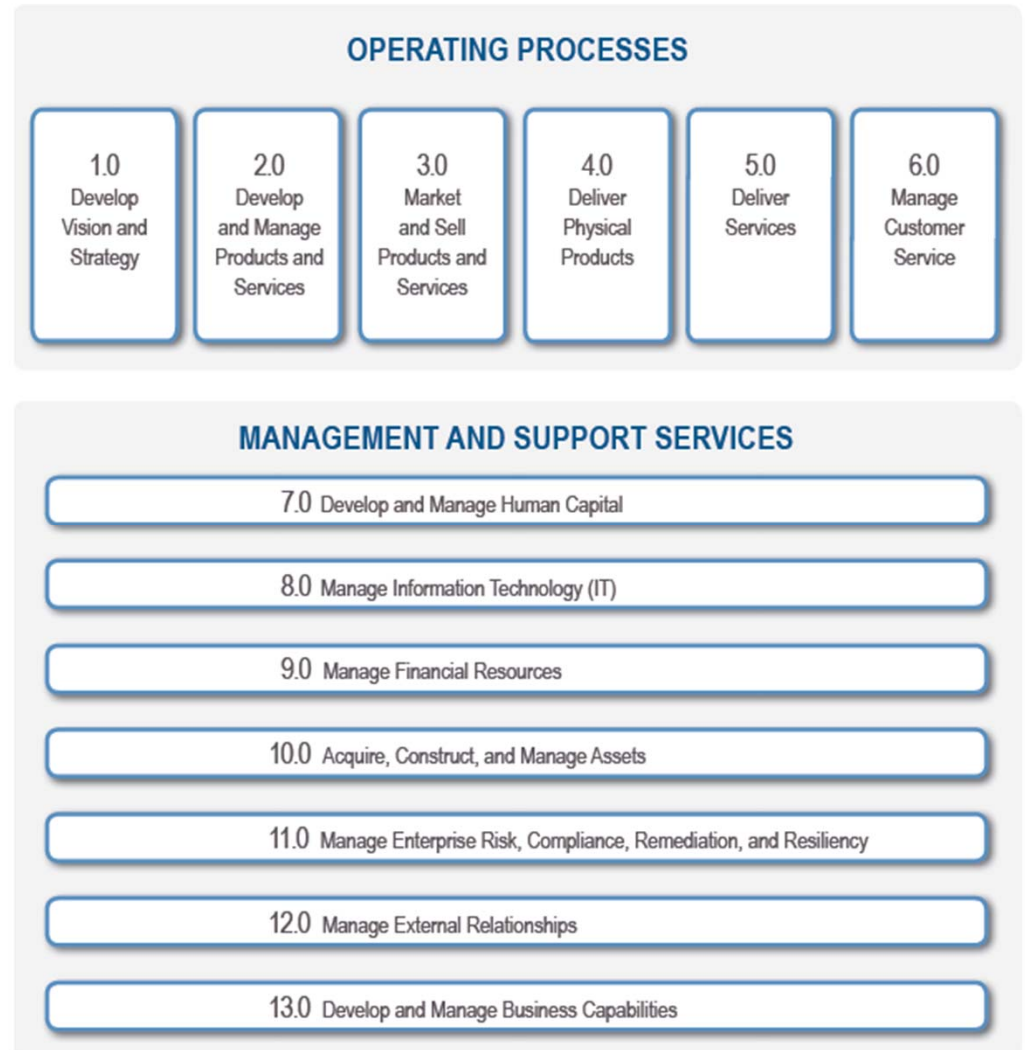 OPERATING PROCESSES
1.0
Develop
Vision and
Strategy
2.0
Develop
and Manage
Products and
Services
3.0
Market
and Sell
Products and
Services
4.0
Deliver
Physical
Products
5.0
Deliver
Services
6.0
Manage
Customer
Service
MANAGEMENT AND SUPPORT SERVICES
7.0 Develop and Manage Human Capital
8.0 Manage Information Technology (IT)
9.0 Manage Financial Resources
10.0 Acquire, Construct, and Manage Assets
11.0 Manage Enterprise Risk, Compliance, Remediation, and Resiliency
12.0 Manage External Relationships
13.0 Develop and Manage Business Capabilities